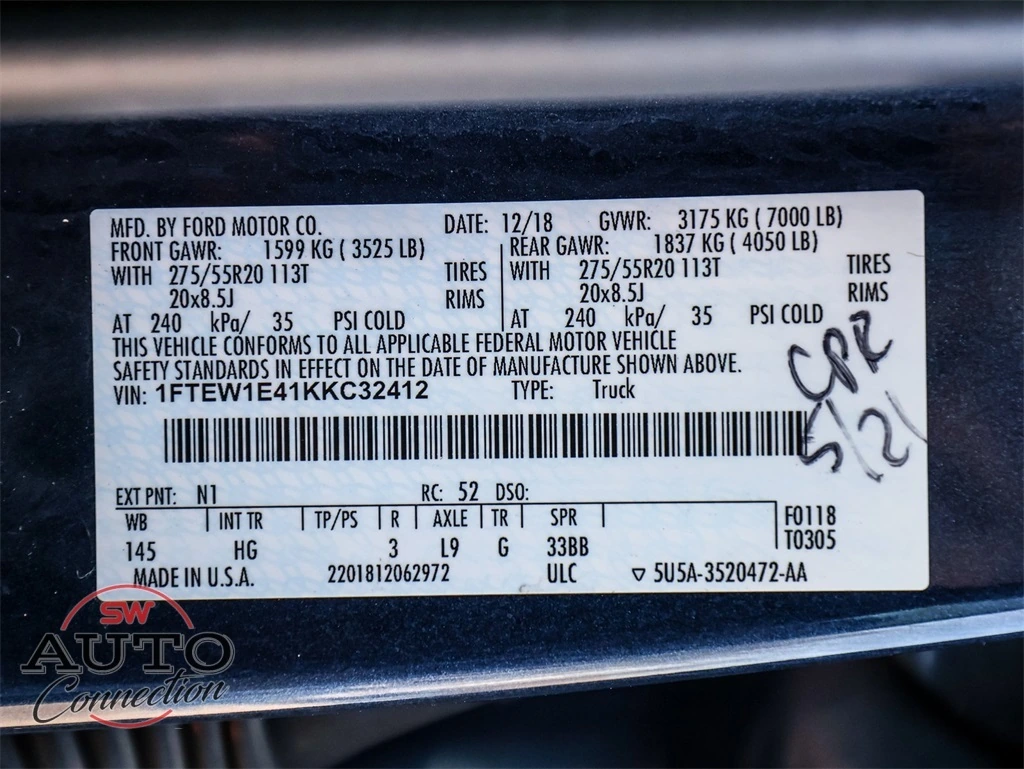 MFD. BY FORD MOTOR CO. DATE: 12/18 GVWR: 3175 KG ( 7000 LB)
FRONT GAWR: 1599 KG ( 3525 LB) REAR GAWR: 1837 KG ( 4050 LB)
WITH 275/55R20 113T TIRES WITH 275/55R20 113T TIRES
20x8.5J RIMS 20x8.5J RIMS
AT 240 kPa/ 35 PSI COLD AT 240 kPa/ 35 PSI COLD
THIS VEHICLE CONFORMS TO ALL APPLICABLE FEDERAL MOTOR VEHICLE
SAFETY STANDARDS IN EFFECT ON THE DATE OF MANUFACTURE SHOWN ABOVE.
VIN: 1FTEW1E41KKC32412 TYPE: Truck
CPR
5/21
EXT PNT: N1 RC: 52 DSO:
WB INT TR TP/PS R AXLE TR SPR F0118
145 HG 3 L9 G 33BB T0305
MADE IN U.S.A. 2201812062972 ULC ▽ 5U5A-3520472-AA
SW
AUTO
Connection